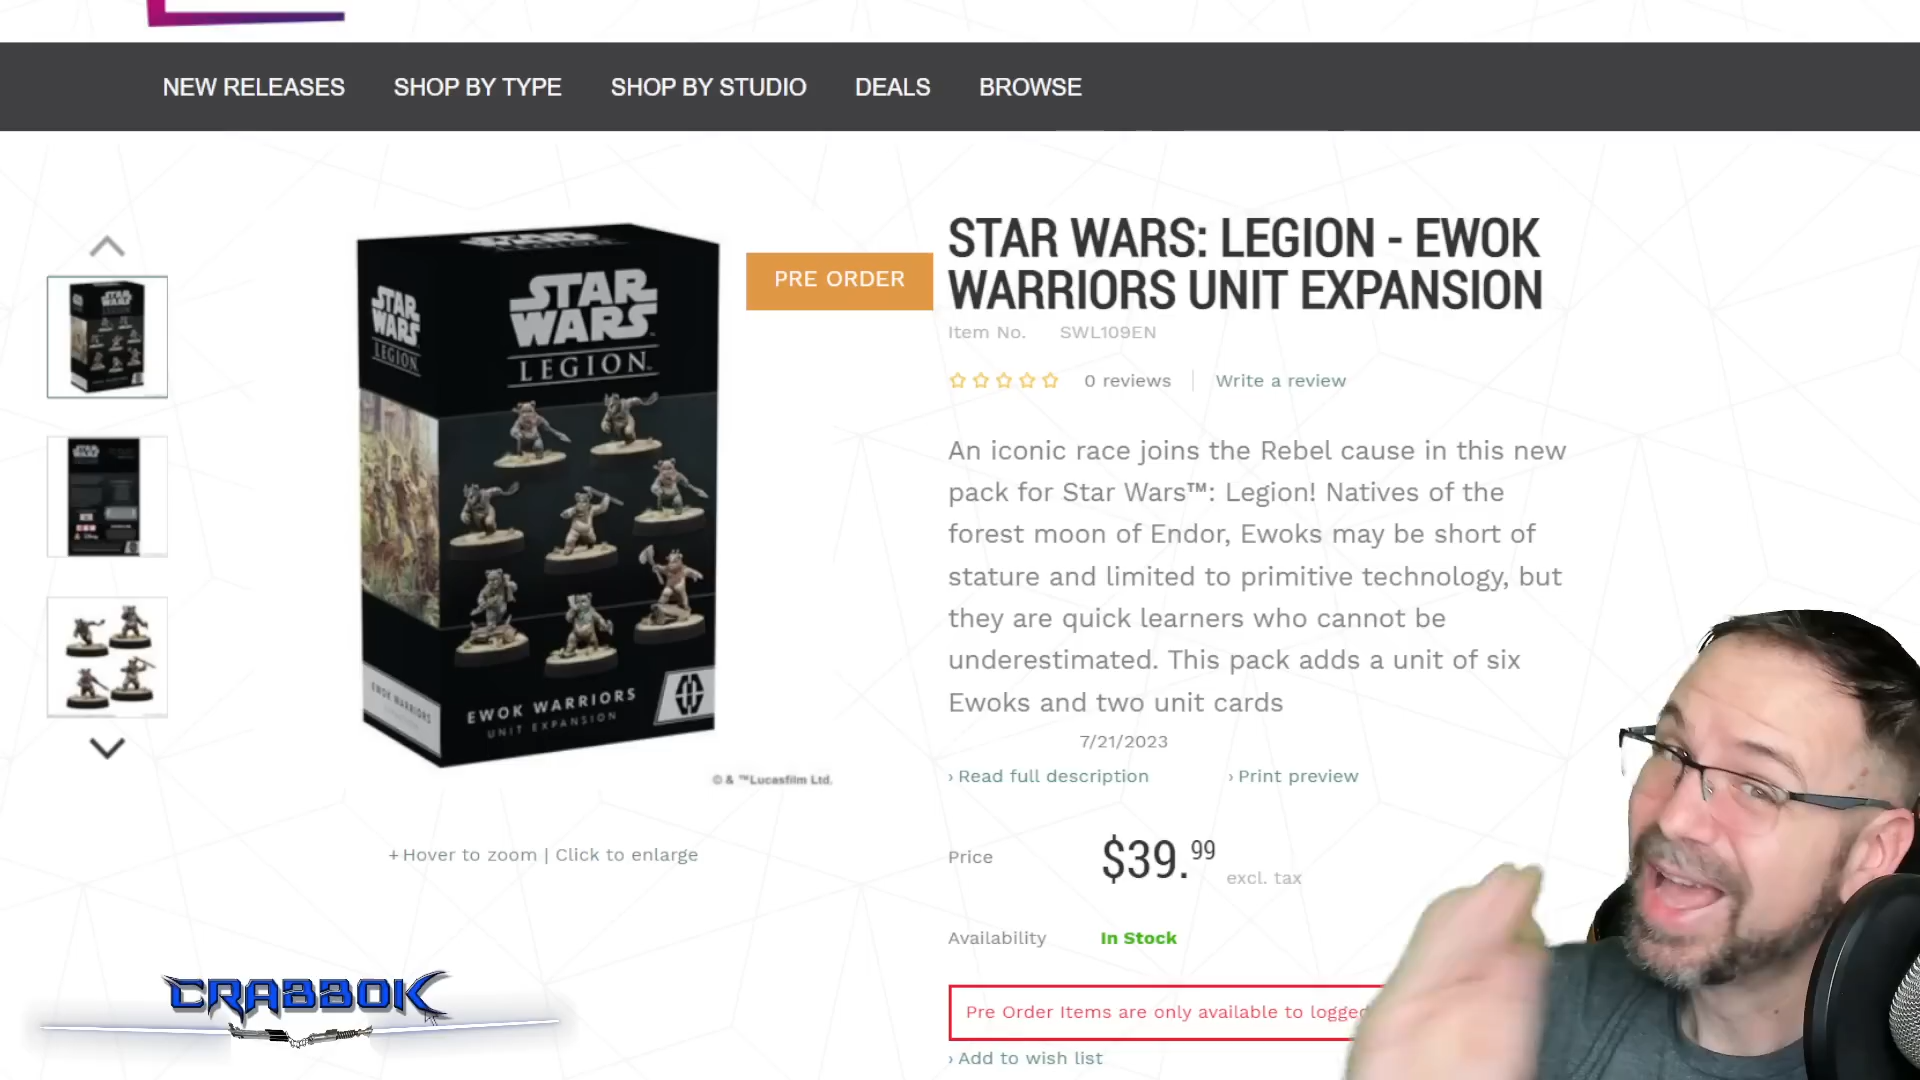 NEW RELEASES SHOP BY TYPE SHOP BY STUDIO DEALS BROWSE
STAR WARS
LEGION
STAR WARS
LEGION
EWOK WARRIORS
UNIT EXPANSION
EWOK WARRIORS
© & ™Lucasfilm Ltd.
+ Hover to zoom | Click to enlarge
PRE ORDER
STAR WARS: LEGION - EWOK
WARRIORS UNIT EXPANSION
Item No. SWL109EN
0 reviews Write a review
An iconic race joins the Rebel cause in this new
pack for Star Wars™: Legion! Natives of the
forest moon of Endor, Ewoks may be short of
stature and limited to primitive technology, but
they are quick learners who cannot be
underestimated. This pack adds a unit of six
Ewoks and two unit cards
7/21/2023
› Read full description › Print preview
Price $39.99 excl. tax
Availability In Stock
Pre Order Items are only available to logged
› Add to wish list
CRABBOK